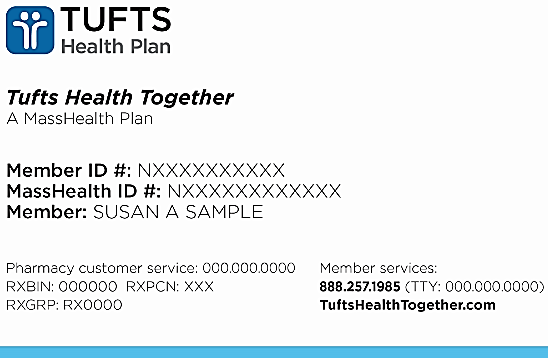 TUFTS
Health Plan
Tufts Health Together
A MassHealth Plan
Member ID #: NXXXXXXXXXX
MassHealth ID #: NXXXXXXXXXXXX
Member: SUSAN A SAMPLE
Pharmacy customer service: 000.000.0000
RXBIN: 000000 RXPCN: XXX
RXGRP: RX0000
Member services:
888.257.1985 (TTY: 000.000.0000)
TuftsHealthTogether.com